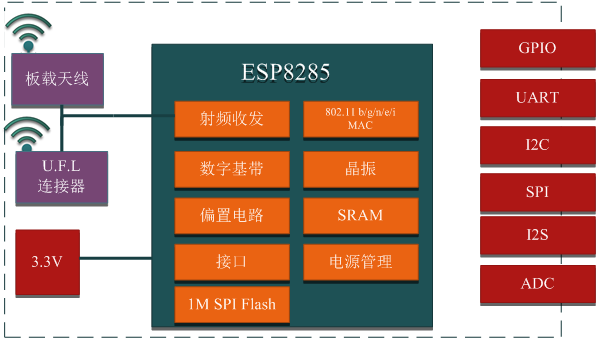 板载天线
U.F.L
连接器
3.3V
ESP8285
射频收发
802.11 b/g/n/e/i
MAC
数字基带
晶振
偏置电路
SRAM
接口
电源管理
1M SPI Flash
GPIO
UART
I2C
SPI
I2S
ADC